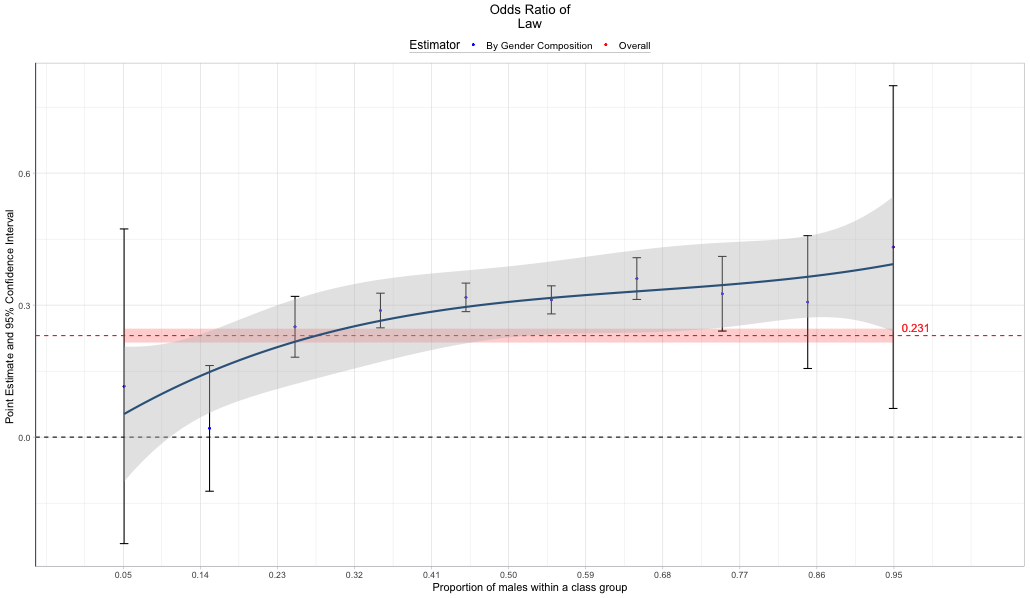 Odds Ratio of
Law
Estimator By Gender Composition Overall
Point Estimate and 95% Confidence Interval
0.6
0.3
0.0
0.231
0.05 0.14 0.23 0.32 0.41 0.50 0.59 0.68 0.77 0.86 0.95
Proportion of males within a class group